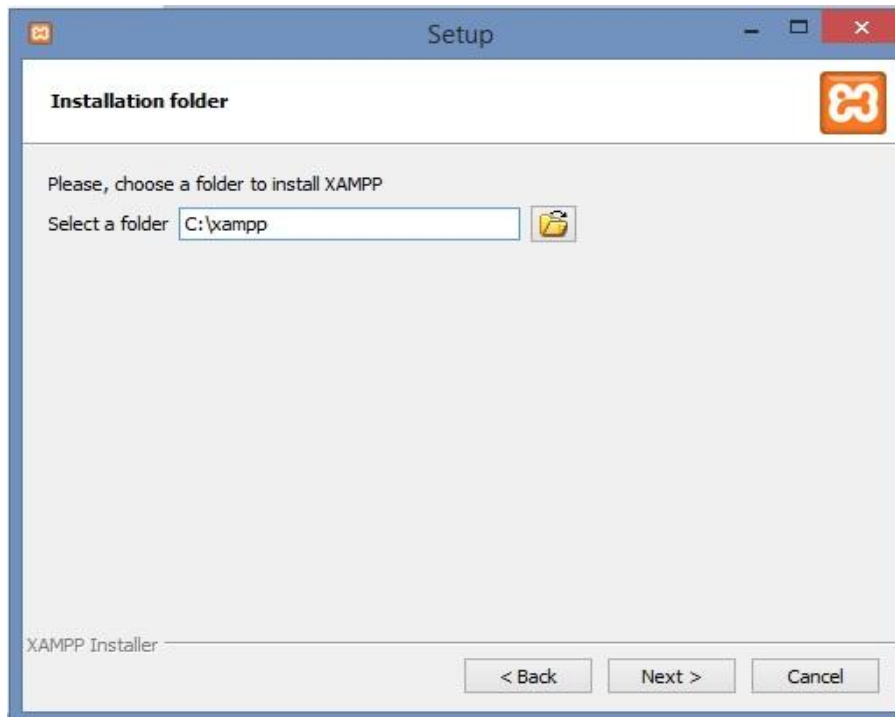 Setup
Installation folder
Please, choose a folder to install XAMPP
Select a folder C:\xampp
XAMPP Installer
< Back Next > Cancel